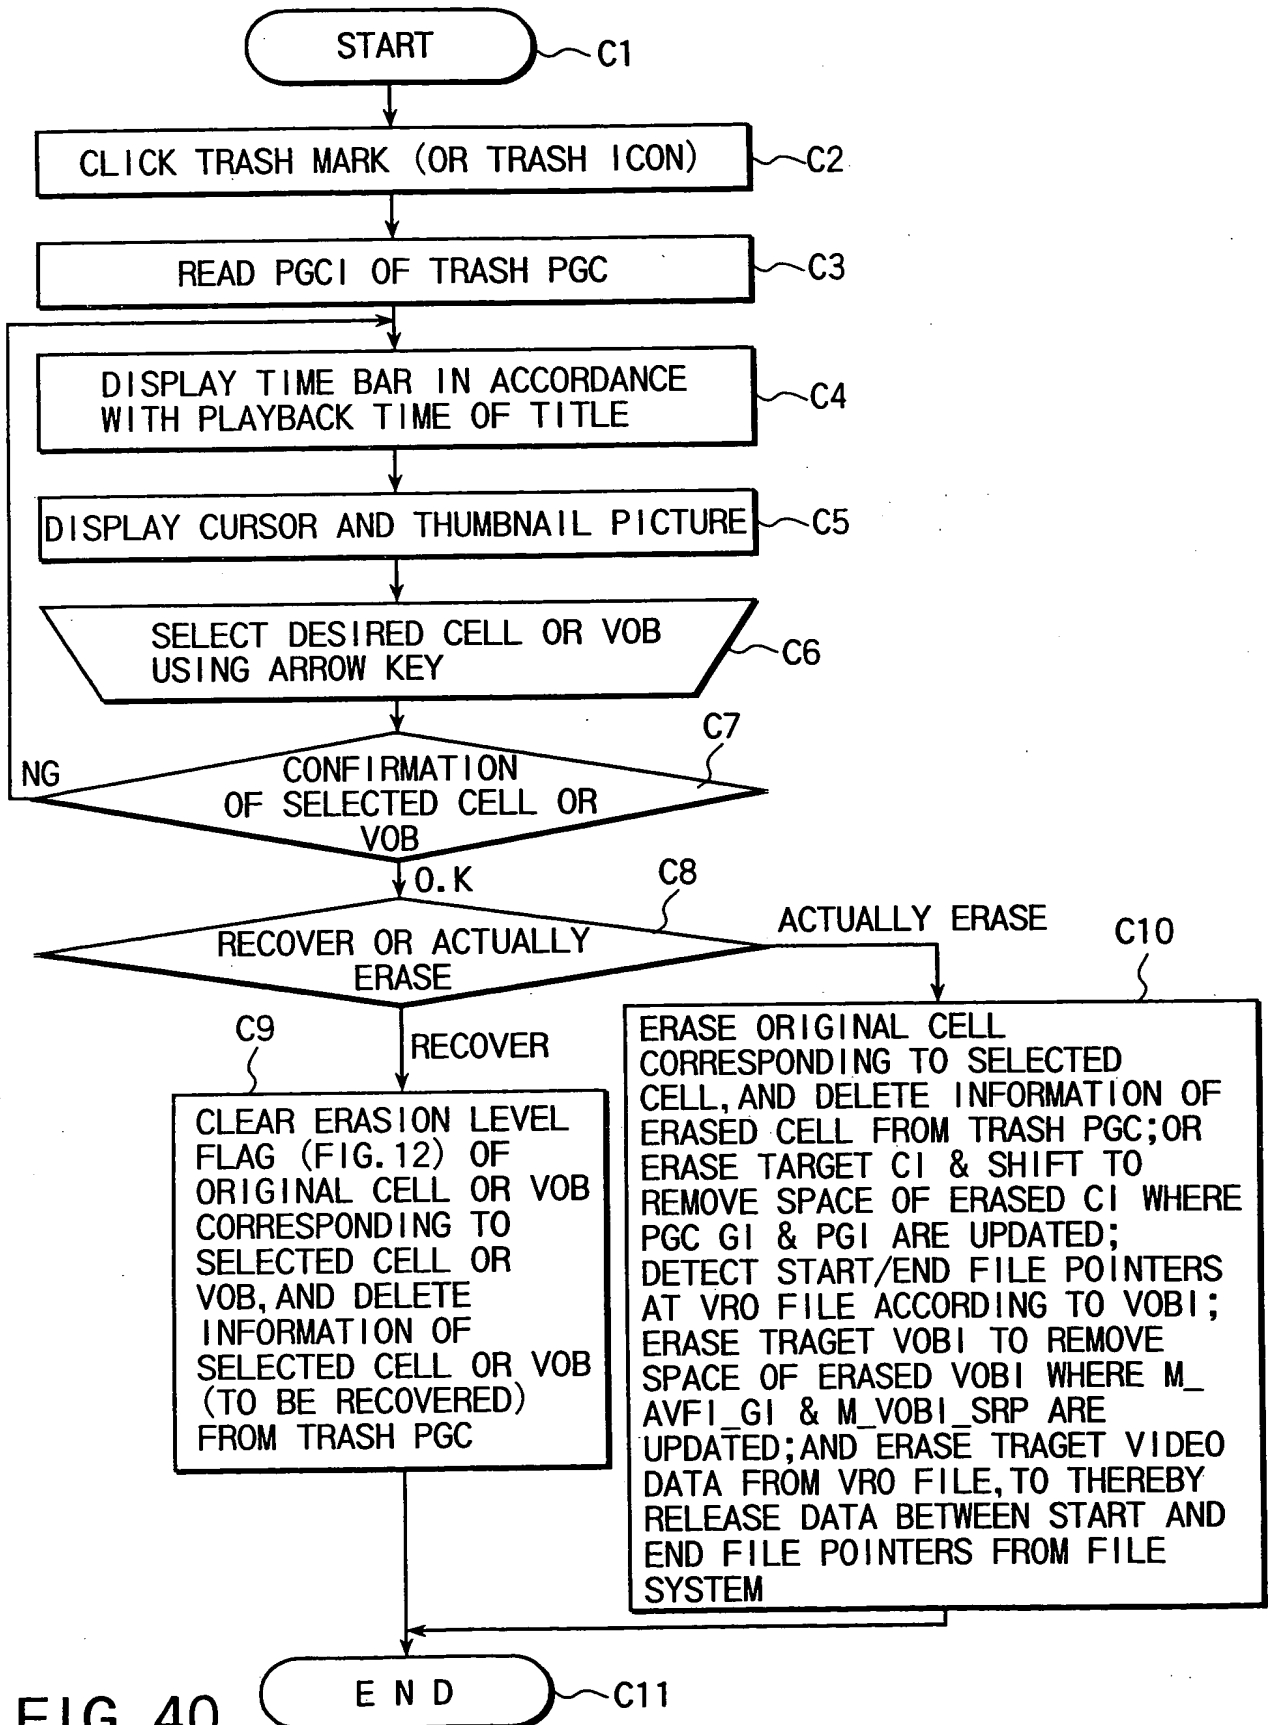 START
C1
CLICK TRASH MARK (OR TRASH ICON)
C2
READ PGCI OF TRASH PGC
C3
DISPLAY TIME BAR IN ACCORDANCE
WITH PLAYBACK TIME OF TITLE
C4
DISPLAY CURSOR AND THUMBNAIL PICTURE
C5
SELECT DESIRED CELL OR VOB
USING ARROW KEY
C6
C7
NG
CONFIRMATION
OF SELECTED CELL OR
VOB
O.K
C8
RECOVER OR ACTUALLY
ERASE
ACTUALLY ERASE
C10
C9
RECOVER
CLEAR ERASION LEVEL
FLAG (FIG.12) OF
ORIGINAL CELL OR VOB
CORRESPONDING TO
SELECTED CELL OR
VOB, AND DELETE
INFORMATION OF
SELECTED CELL OR VOB
(TO BE RECOVERED)
FROM TRASH PGC
ERASE ORIGINAL CELL
CORRESPONDING TO SELECTED
CELL, AND DELETE INFORMATION OF
ERASED CELL FROM TRASH PGC;OR
ERASE TARGET CI & SHIFT TO
REMOVE SPACE OF ERASED CI WHERE
PGC GI & PGI ARE UPDATED;
DETECT START/END FILE POINTERS
AT VRO FILE ACCORDING TO VOBI;
ERASE TRAGET VOBI TO REMOVE
SPACE OF ERASED VOBI WHERE M_
AVFI_GI & M_VOBI_SRP ARE
UPDATED;AND ERASE TRAGET VIDEO
DATA FROM VRO FILE, TO THEREBY
RELEASE DATA BETWEEN START AND
END FILE POINTERS FROM FILE
SYSTEM
END
C11
FIG. 40